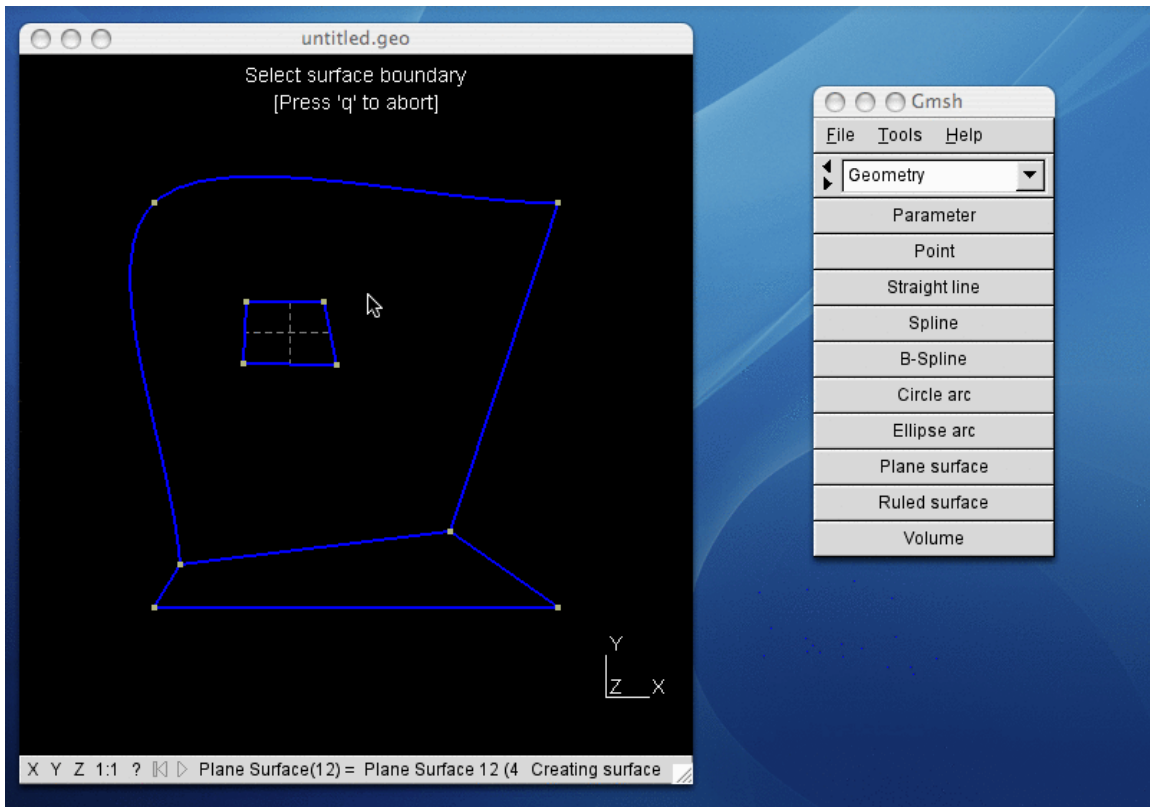 untitled.geo
Select surface boundary
[Press 'q' to abort]
Y
Z X
X Y Z 1:1 ? Plane Surface(12) = Plane Surface 12 (4 Creating surface
Gmsh
File Tools Help
Geometry
Parameter
Point
Straight line
Spline
B-Spline
Circle arc
Ellipse arc
Plane surface
Ruled surface
Volume